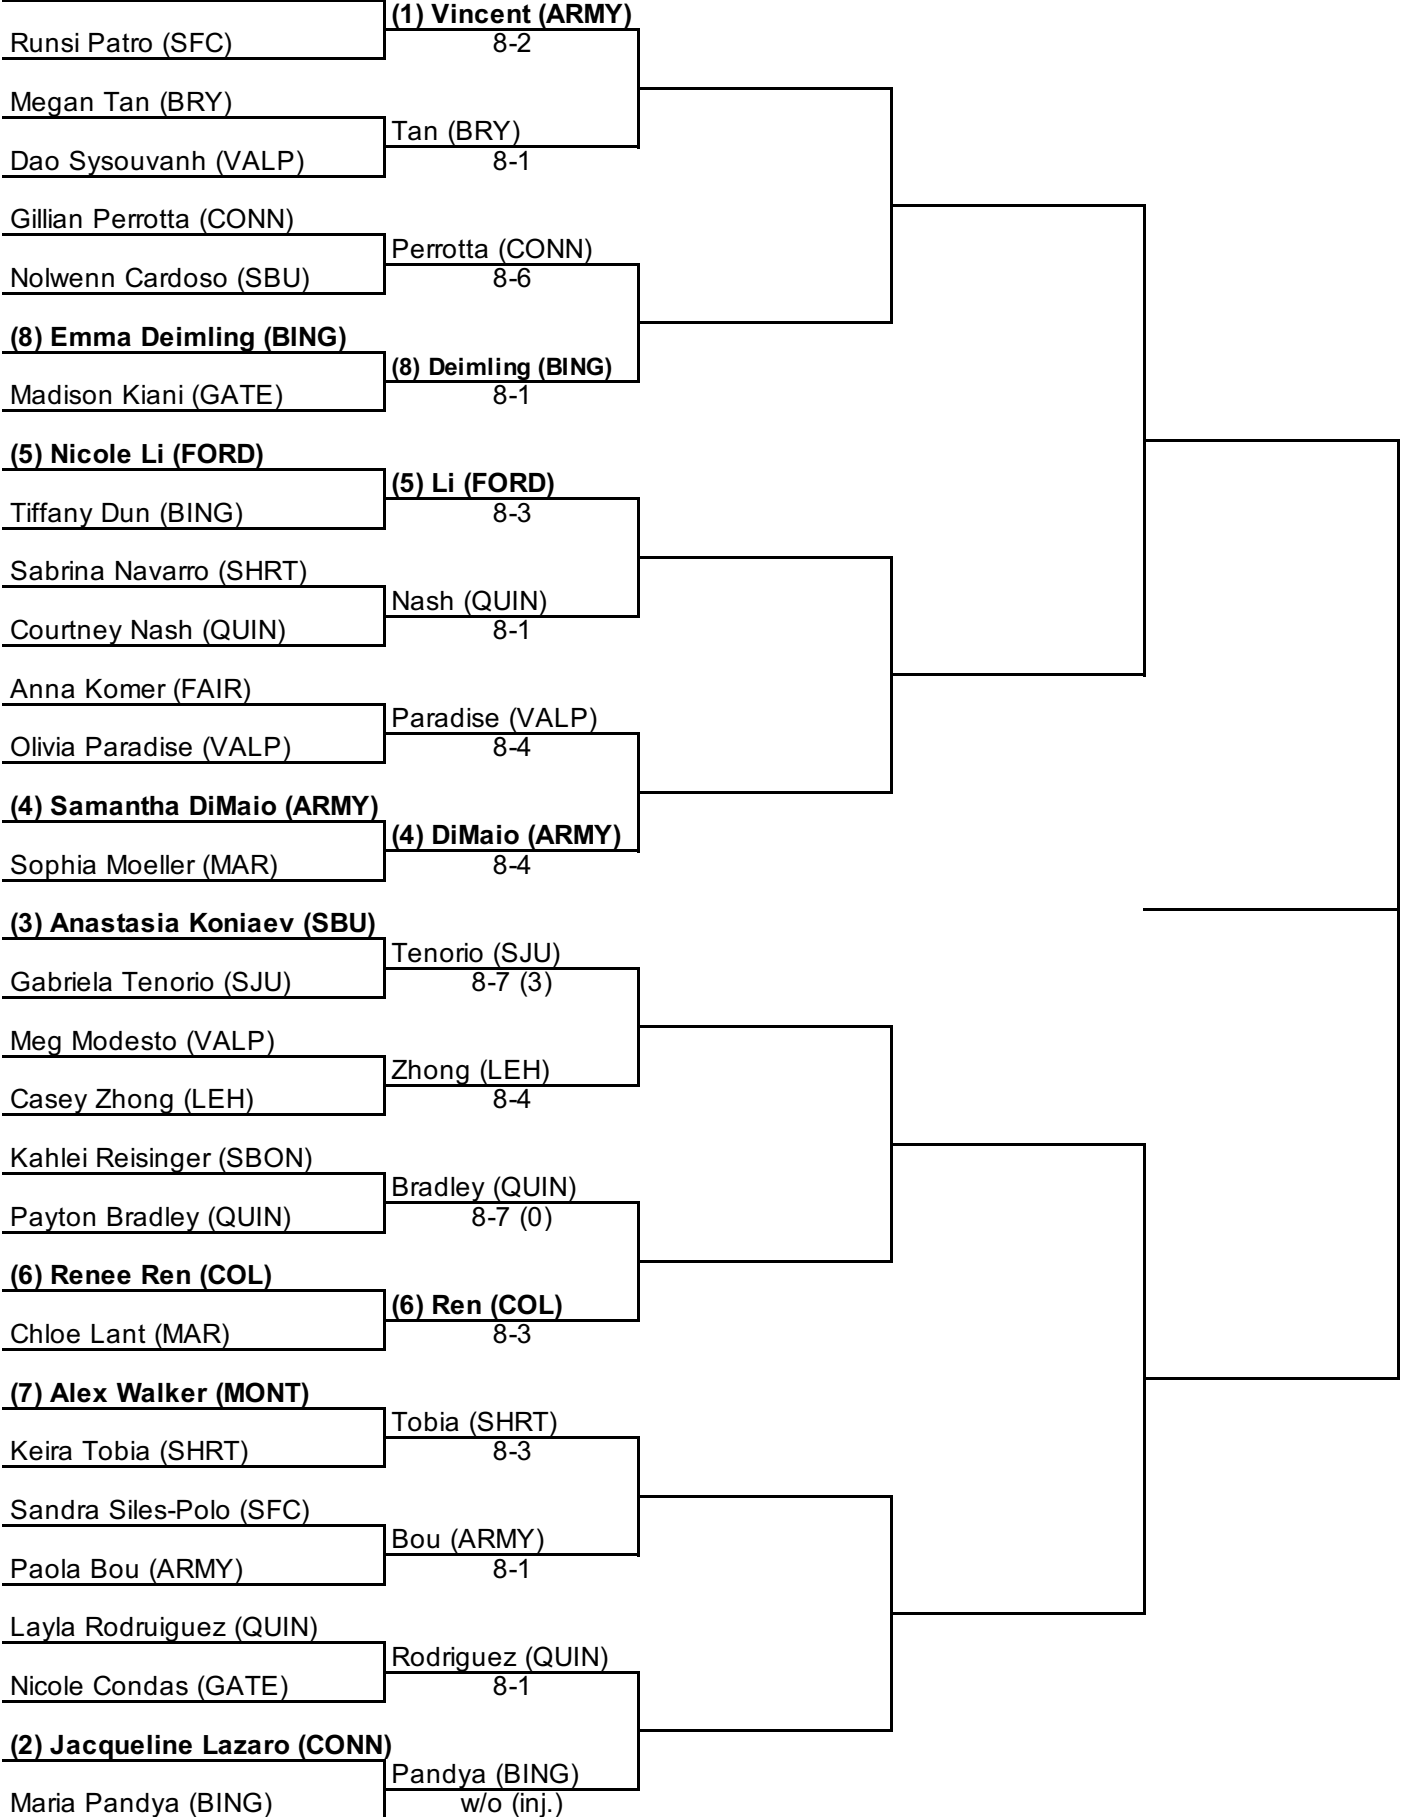 (1) Vincent (ARMY)
Runsi Patro (SFC)
8-2
Megan Tan (BRY)
Tan (BRY)
Dao Sysouvanh (VALP)
8-1
Gillian Perrotta (CONN)
Perrotta (CONN)
Nolwenn Cardoso (SBU)
8-6
(8) Emma Deimling (BING)
(8) Deimling (BING)
Madison Kiani (GATE)
8-1
(5) Nicole Li (FORD)
(5) Li (FORD)
Tiffany Dun (BING)
8-3
Sabrina Navarro (SHRT)
Nash (QUIN)
Courtney Nash (QUIN)
8-1
Anna Komer (FAIR)
Paradise (VALP)
Olivia Paradise (VALP)
8-4
(4) Samantha DiMaio (ARMY)
(4) DiMaio (ARMY)
Sophia Moeller (MAR)
8-4
(3) Anastasia Koniaev (SBU)
Tenorio (SJU)
Gabriela Tenorio (SJU)
8-7 (3)
Meg Modesto (VALP)
Zhong (LEH)
Casey Zhong (LEH)
8-4
Kahlei Reisinger (SBON)
Bradley (QUIN)
Payton Bradley (QUIN)
8-7 (0)
(6) Renee Ren (COL)
(6) Ren (COL)
Chloe Lant (MAR)
8-3
(7) Alex Walker (MONT)
Tobia (SHRT)
Keira Tobia (SHRT)
8-3
Sandra Siles-Polo (SFC)
Bou (ARMY)
Paola Bou (ARMY)
8-1
Layla Rodruiguez (QUIN)
Rodriguez (QUIN)
Nicole Condas (GATE)
8-1
(2) Jacqueline Lazaro (CONN)
Pandya (BING)
Maria Pandya (BING)
w/o (inj.)